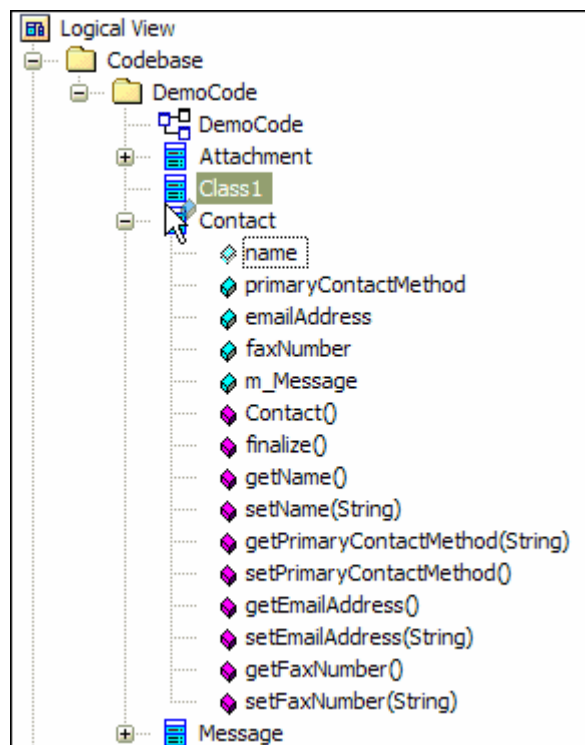 Logical View
Codebase
DemoCode
DemoCode
Attachment
Class1
Contact
name
primaryContactMethod
emailAddress
faxNumber
m_Message
Contact()
finalize()
getName()
setName(String)
getPrimaryContactMethod(String)
setPrimaryContactMethod()
getEmailAddress()
setEmailAddress(String)
getFaxNumber()
setFaxNumber(String)
Message